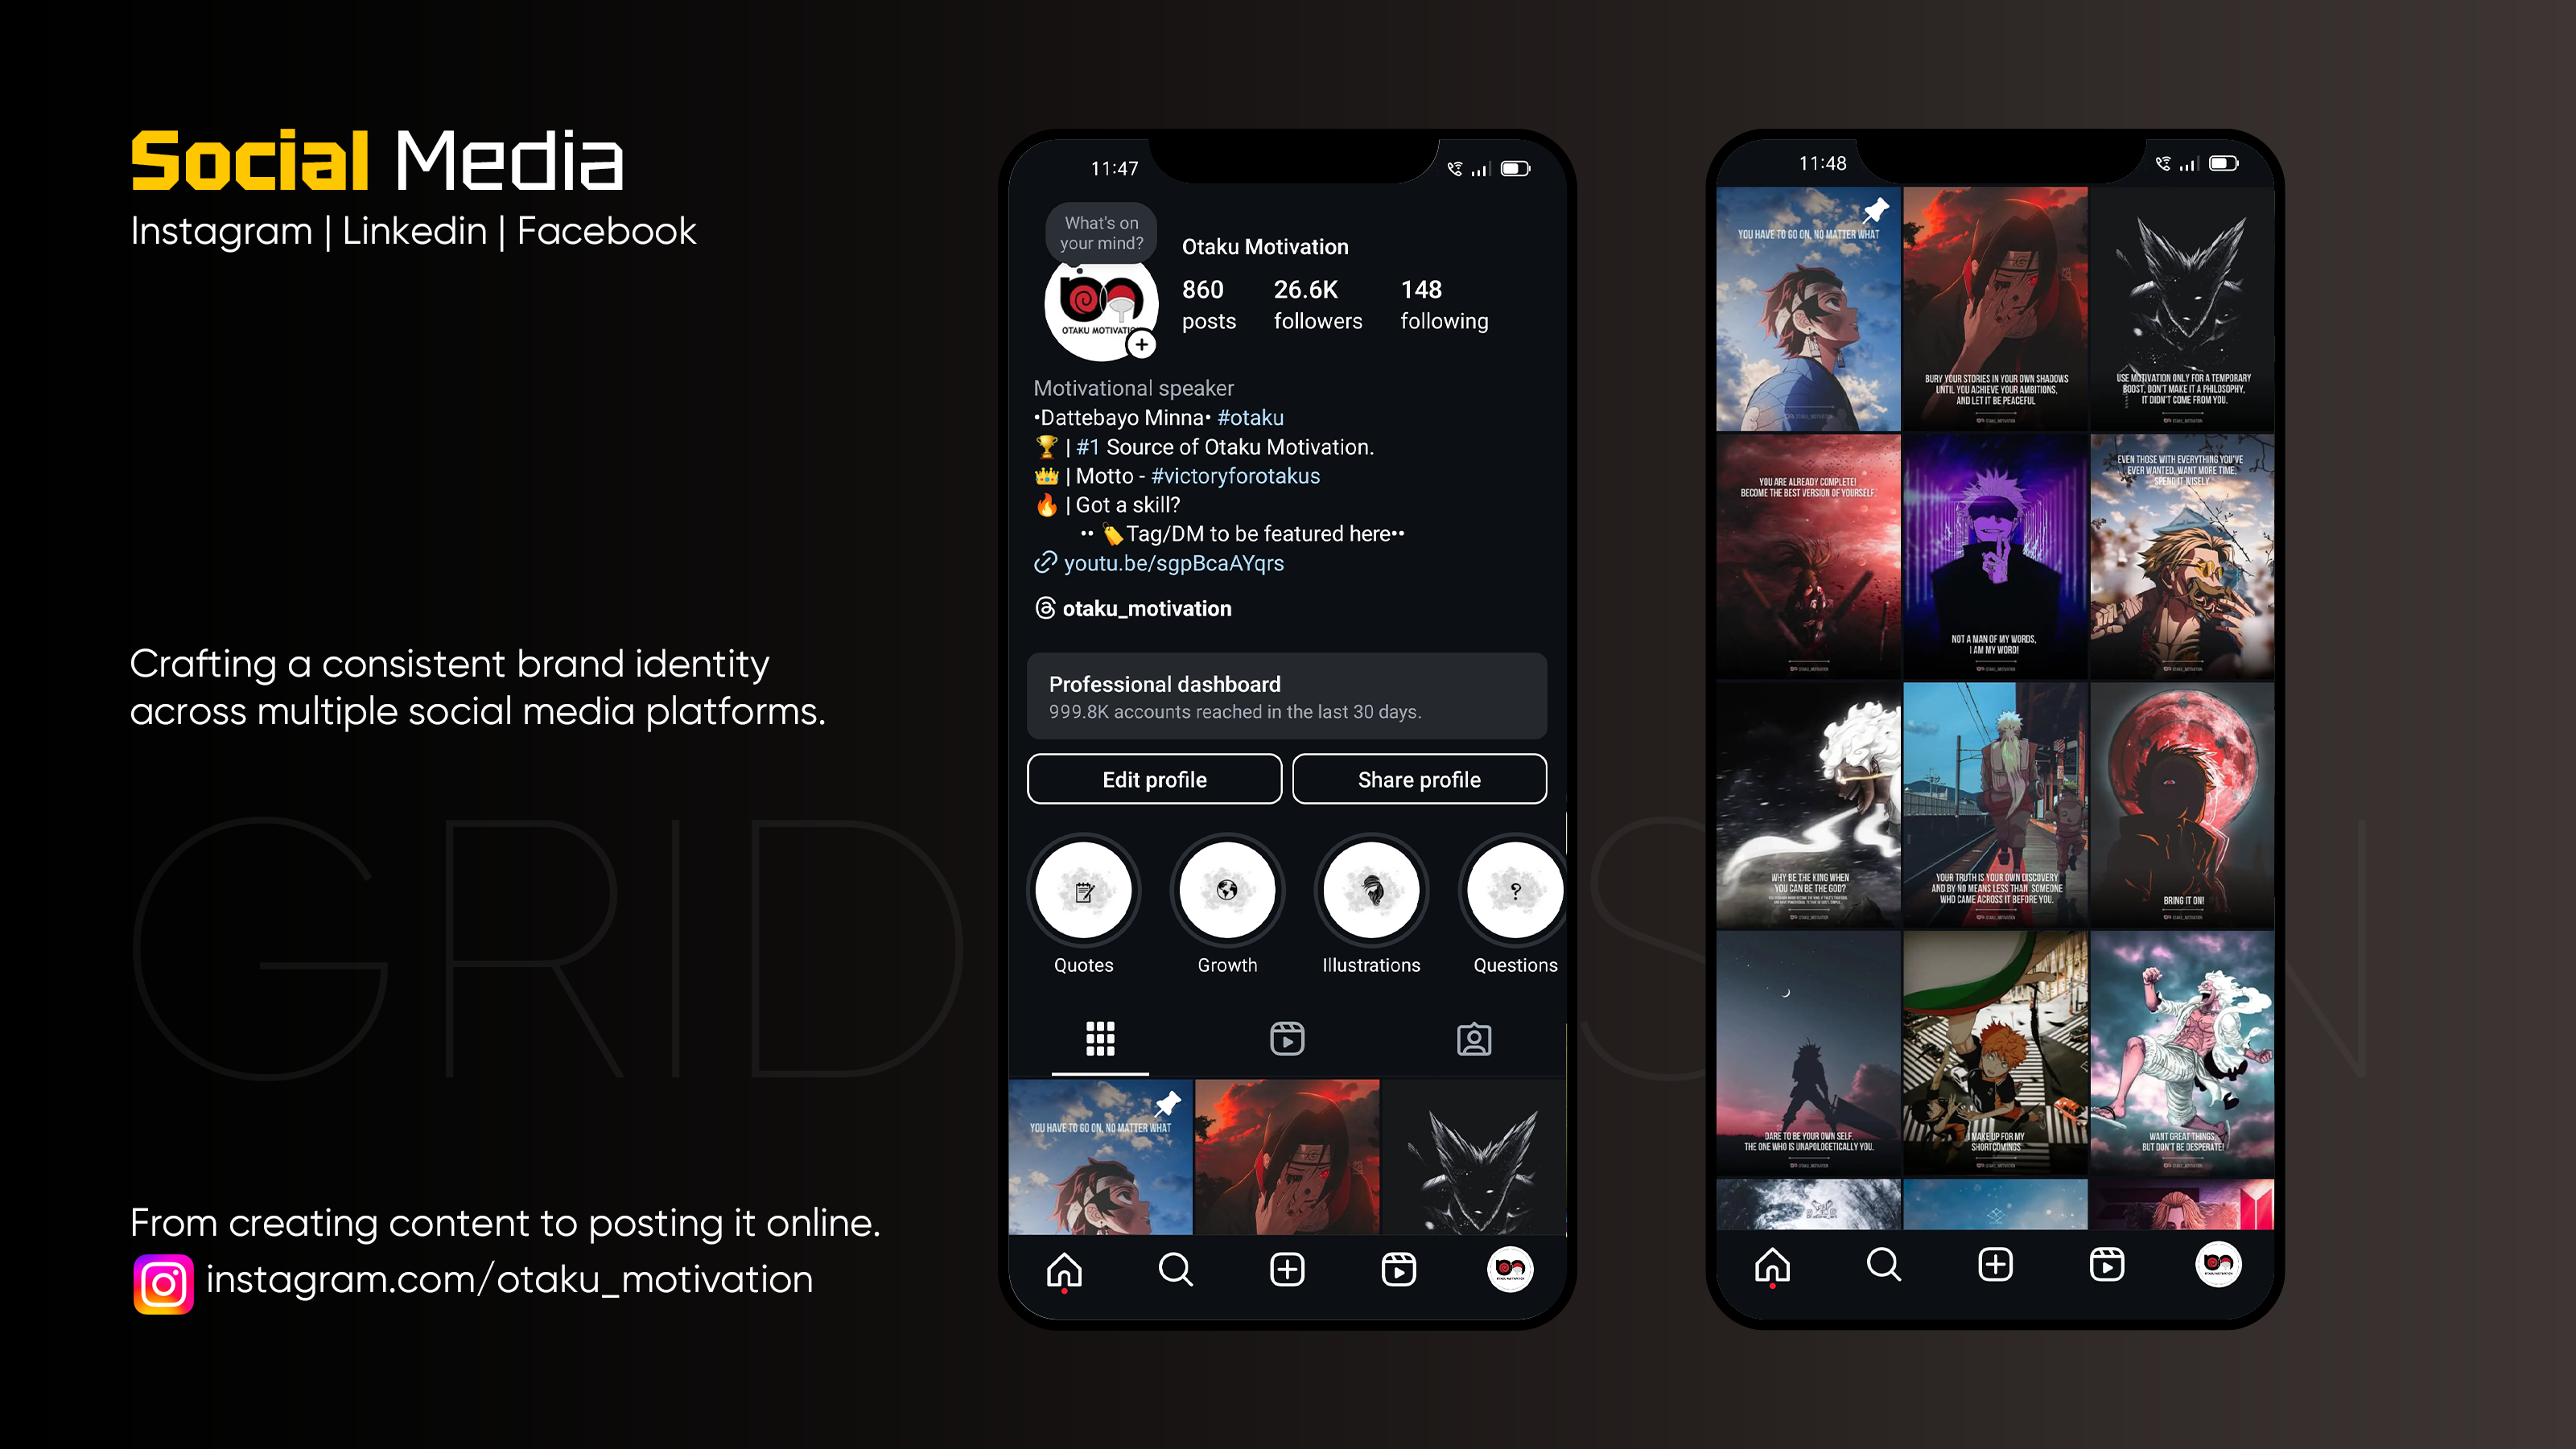 Social Media
Instagram | Linkedin | Facebook
Crafting a consistent brand identity
across multiple social media platforms.
GRID
From creating content to posting it online.
instagram.com/otaku_motivation
11:47
What's on
your mind?
OTAKU MOTIVATION
Otaku Motivation
860 26.6K 148
posts followers following
Motivational speaker
•Dattebayo Minna• #otaku
🏆 | #1 Source of Otaku Motivation.
👑 | Motto - #victoryforotakus
🔥 | Got a skill?
•• 🏷️Tag/DM to be featured here••
youtu.be/sgpBcaAYqrs
otaku_motivation
Professional dashboard
999.8K accounts reached in the last 30 days.
Edit profile Share profile
Quotes Growth Illustrations Questions
YOU HAVE TO GO ON, NO MATTER WHAT
11:48
YOU HAVE TO GO ON, NO MATTER WHAT
BURY YOUR STORIES IN YOUR OWN SHADOWS
UNTIL YOU ACHIEVE YOUR AMBITIONS,
AND LET IT BE PEACEFUL
USE MOTIVATION ONLY FOR A TEMPORARY
BOOST, DON'T MAKE IT A PHILOSOPHY,
IT DIDN'T COME FROM YOU.
YOU ARE ALREADY COMPLETE!
BECOME THE BEST VERSION OF YOURSELF.
NOT A MAN OF MY WORDS,
I AM MY WORD!
EVEN THOSE WITH EVERYTHING YOU'VE
EVER WANTED, WANT MORE TIME,
SPEND IT WISELY
WHY BE THE KING WHEN
YOU CAN BE THE GOD?
YOUR TRUTH IS YOUR OWN DISCOVERY
AND BY NO MEANS LESS THAN SOMEONE
WHO CAME ACROSS IT BEFORE YOU.
BRING IT ON!
DARE TO BE YOUR OWN SELF,
THE ONE WHO IS UNAPOLOGETICALLY YOU.
I MAKE UP FOR MY
SHORTCOMINGS
WANT GREAT THINGS,
BUT DON'T BE DESPERATE!